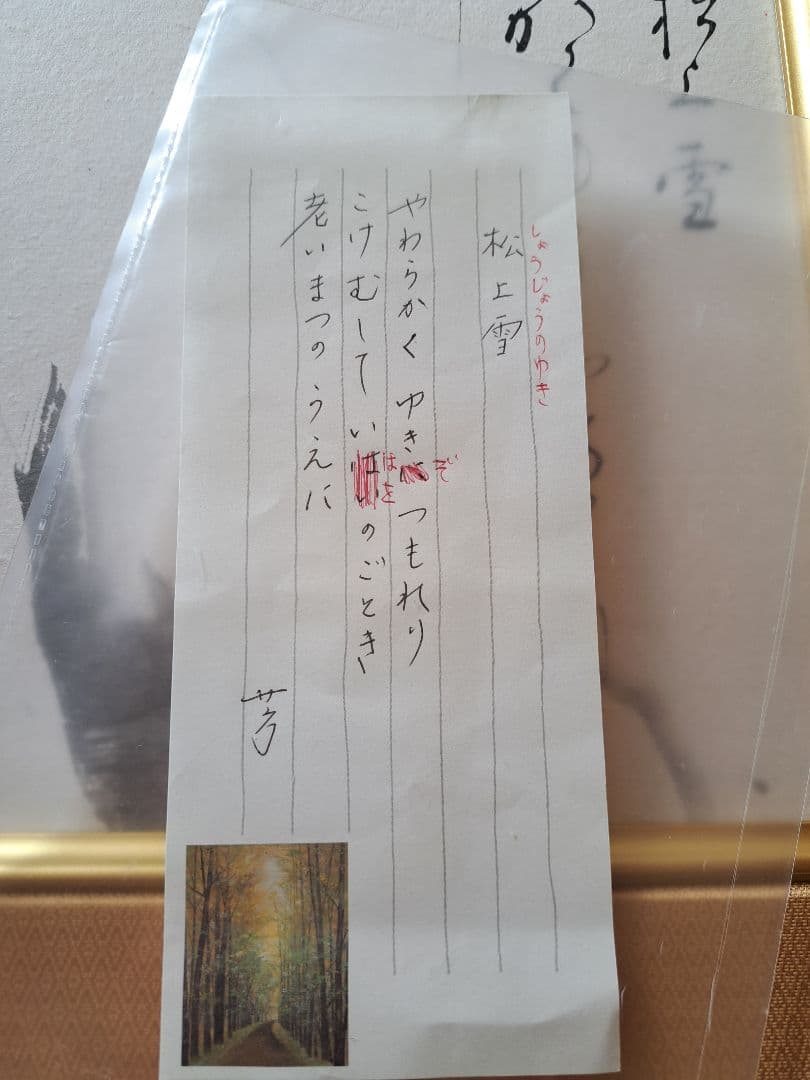 雪
しょうじょうのゆき
松上雪
やわらかく ゆきぞつもれり
こけむして いはをのごとき
老いまつのうえに
芳